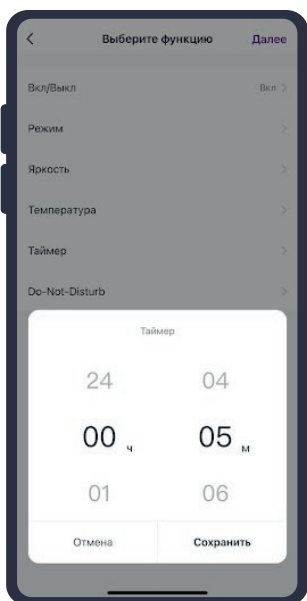 Выберите функцию Далее
Вкл/Выкл Вкл
Режим
Яркость
Температура
Таймер
Do-Not-Disturb
Таймер
24 04
00 ч 05 м
01 06
Отмена Сохранить